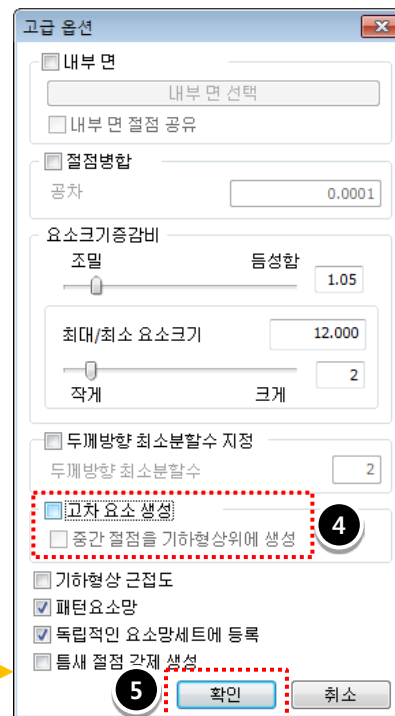 고급 옵션
내부 면
내부 면 선택
내부 면 절점 공유
절점병합
공차 0.0001
요소크기증감비
조밀 듬성함
1.05
최대/최소 요소크기 12.000
2
작게 크게
두께방향 최소분할수 지정
두께방향 최소분할수 2
고차 요소 생성
4
중간 절점을 기하형상위에 생성
기하형상 근접도
패턴요소망
독립적인 요소망세트에 등록
틈새 절점 강제 생성
5 확인 취소